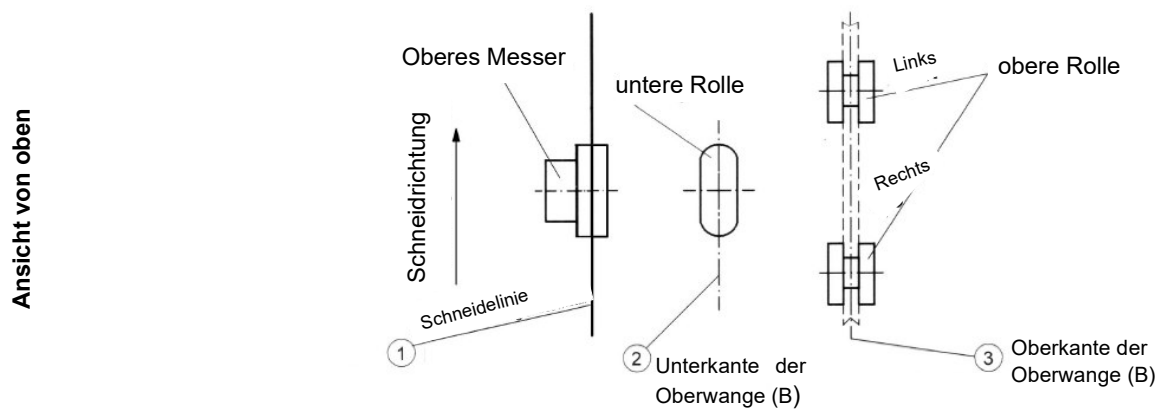 Ansicht von oben
Oberes Messer
untere Rolle
Links
obere Rolle
Schneidrichtung
Rechts
Schneidelinie
1
2
Unterkante der
Oberwange (B)
3
Oberkante der
Oberwange (B)